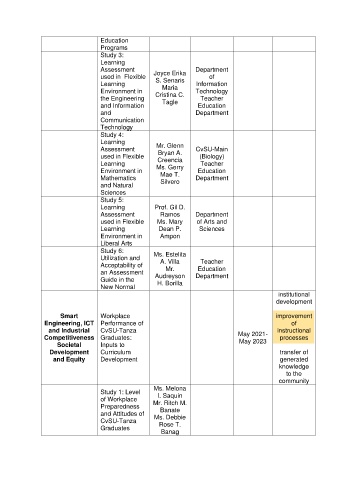 Education
Programs
Study 3:
Learning
Assessment
used in Flexible
Learning
Environment in
the Engineering
and Information
and
Communication
Technology
Joyce Erika
S. Senaris
Maria
Cristina C.
Tagle
Department
of
Information
Technology
Teacher
Education
Department
Study 4:
Learning
Assessment
used in Flexible
Learning
Environment in
Mathematics
and Natural
Sciences
Mr. Glenn
Bryan A.
Creencia
Ms. Gerry
Mae T.
Silvero
CvSU-Main
(Biology)
Teacher
Education
Department
Study 5:
Learning
Assessment
used in Flexible
Learning
Environment in
Liberal Arts
Prof. Gil D.
Ramos
Ms. Mary
Dean P.
Ampon
Department
of Arts and
Sciences
Study 6:
Utilization and
Acceptability of
an Assessment
Guide in the
New Normal
Ms. Estelita
A. Villa
Mr.
Audreyson
H. Borilla
Teacher
Education
Department
Smart
Engineering, ICT
and Industrial
Competitiveness
Societal
Development
and Equity
Workplace
Performance of
CvSU-Tanza
Graduates:
Inputs to
Curriculum
Development
May 2021-
May 2023
institutional
development
improvement
of
instructional
processes
transfer of
generated
knowledge
to the
community
Study 1: Level
of Workplace
Preparedness
and Attitudes of
CvSU-Tanza
Graduates
Ms. Melona
I. Saquin
Mr. Ritch M.
Banate
Ms. Debbie
Rose T.
Banag